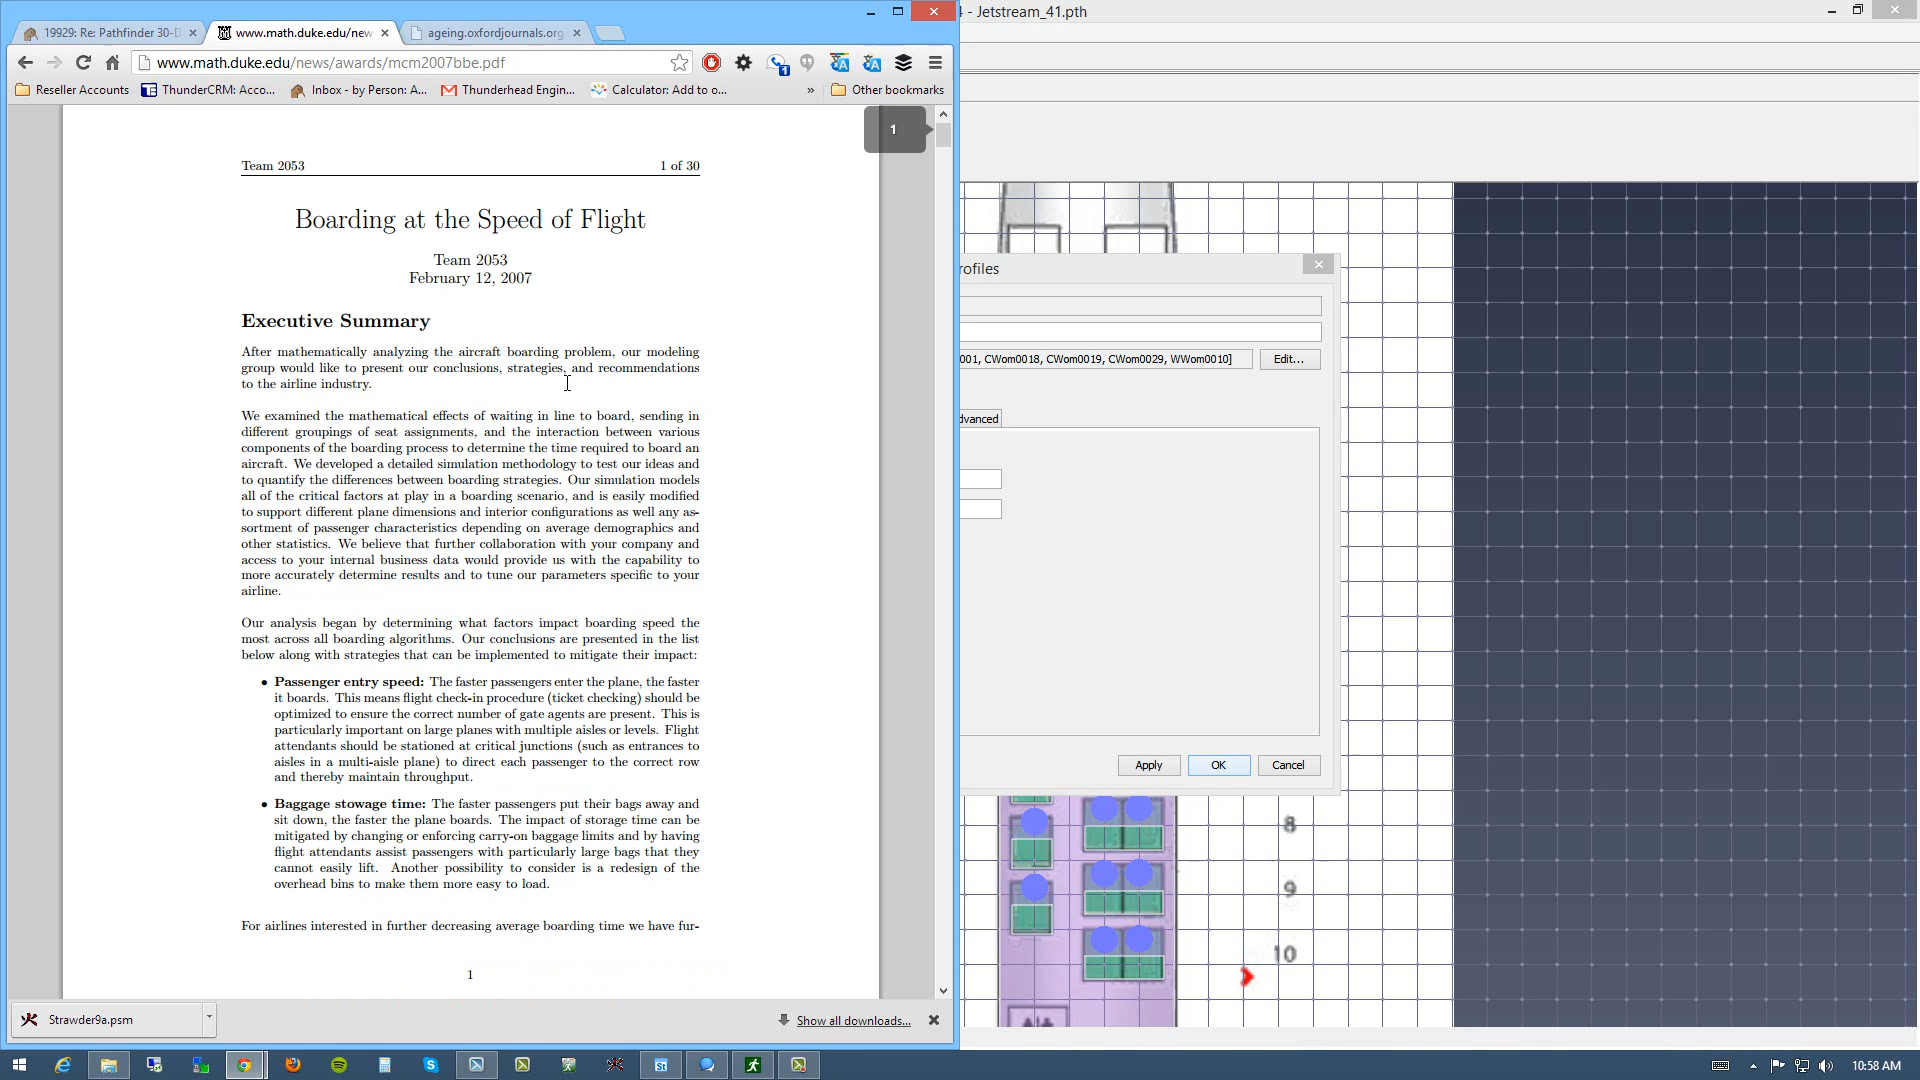 - Jetstream_41.pth
19929: Re: Pathfinder 30-D
www.math.duke.edu/new
ageing.oxfordjournals.org
www.math.duke.edu/news/awards/mcm2007bbe.pdf
Reseller Accounts
ThunderCRM: Acco...
Inbox - by Person: A...
Thunderhead Engin...
Calculator: Add to o...
»
Other bookmarks
1
Team 2053
1 of 30
Boarding at the Speed of Flight
Team 2053
February 12, 2007
Executive Summary
After mathematically analyzing the aircraft boarding problem, our modeling
group would like to present our conclusions, strategies, and recommendations
to the airline industry.
We examined the mathematical effects of waiting in line to board, sending in
different groupings of seat assignments, and the interaction between various
components of the boarding process to determine the time required to board an
aircraft. We developed a detailed simulation methodology to test our ideas and
to quantify the differences between boarding strategies. Our simulation models
all of the critical factors at play in a boarding scenario, and is easily modified
to support different plane dimensions and interior configurations as well any as-
sortment of passenger characteristics depending on average demographics and
other statistics. We believe that further collaboration with your company and
access to your internal business data would provide us with the capability to
more accurately determine results and to tune our parameters specific to your
airline.
Our analysis began by determining what factors impact boarding speed the
most across all boarding algorithms. Our conclusions are presented in the list
below along with strategies that can be implemented to mitigate their impact:
• Passenger entry speed: The faster passengers enter the plane, the faster
it boards. This means flight check-in procedure (ticket checking) should be
optimized to ensure the correct number of gate agents are present. This is
particularly important on large planes with multiple aisles or levels. Flight
attendants should be stationed at critical junctions (such as entrances to
aisles in a multi-aisle plane) to direct each passenger to the correct row
and thereby maintain throughput.
• Baggage stowage time: The faster passengers put their bags away and
sit down, the faster the plane boards. The impact of storage time can be
mitigated by changing or enforcing carry-on baggage limits and by having
flight attendants assist passengers with particularly large bags that they
cannot easily lift. Another possibility to consider is a redesign of the
overhead bins to make them more easy to load.
For airlines interested in further decreasing average boarding time we have fur-
1
rofiles
001, CWom0018, CWom0019, CWom0029, WWom0010]
Edit...
dvanced
Apply
OK
Cancel
8
9
10
Strawder9a.psm
Show all downloads...
10:58 AM